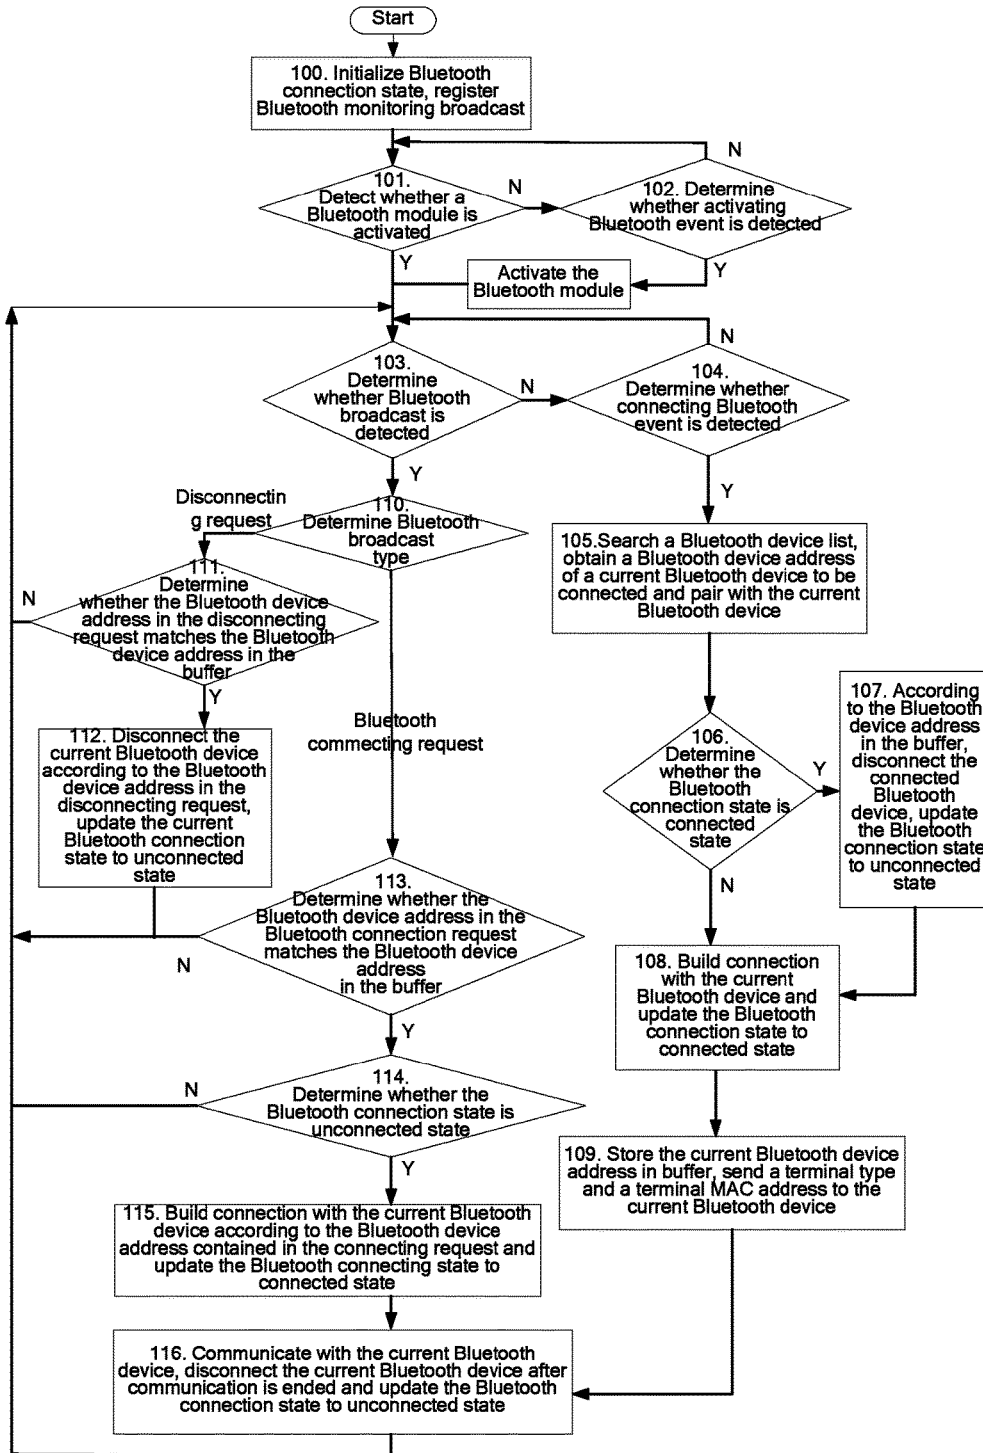 Start
100. Initialize Bluetooth
connection state, register
Bluetooth monitoring broadcast
N
101.
Detect whether a
Bluetooth module is
activated
N
102. Determine
whether activating
Bluetooth event is detected
Y
Y
Activate the
Bluetooth module
N
103.
Determine
whether Bluetooth
broadcast is
detected
N
104.
Determine whether
connecting Bluetooth
event is detected
Y
Y
Disconnectin
g request
110.
Determine Bluetooth
broadcast
type
105.Search a Bluetooth device list,
obtain a Bluetooth device address
of a current Bluetooth device to be
connected and pair with the current
Bluetooth device
N
111.
Determine
whether the Bluetooth device
address in the disconnecting
request matches the Bluetooth
device address in the
buffer
Y
Bluetooth
commecting request
106.
Determine
whether the
Bluetooth
connection state is
connected
state
Y
N
107. According
to the Bluetooth
device address
in the buffer,
disconnect the
connected
Bluetooth
device, update
the Bluetooth
connection state
to unconnected
state
112. Disconnect the
current Bluetooth device
according to the Bluetooth
device address in the
disconnecting request,
update the current
Bluetooth connection
state to unconnected
state
113.
Determine whether the
Bluetooth device address in the
Bluetooth connection request
matches the Bluetooth device
address
in the buffer
N
Y
108. Build connection
with the current
Bluetooth device and
update the Bluetooth
connection state to
connected state
N
114.
Determine whether the
Bluetooth connection state is
unconnected state
Y
109. Store the current Bluetooth device
address in buffer, send a terminal type
and a terminal MAC address to the
current Bluetooth device
115. Build connection with the current Bluetooth
device according to the Bluetooth device
address contained in the connecting request and
update the Bluetooth connecting state to
connected state
116. Communicate with the current Bluetooth
device, disconnect the current Bluetooth device after
communication is ended and update the Bluetooth
connection state to unconnected state